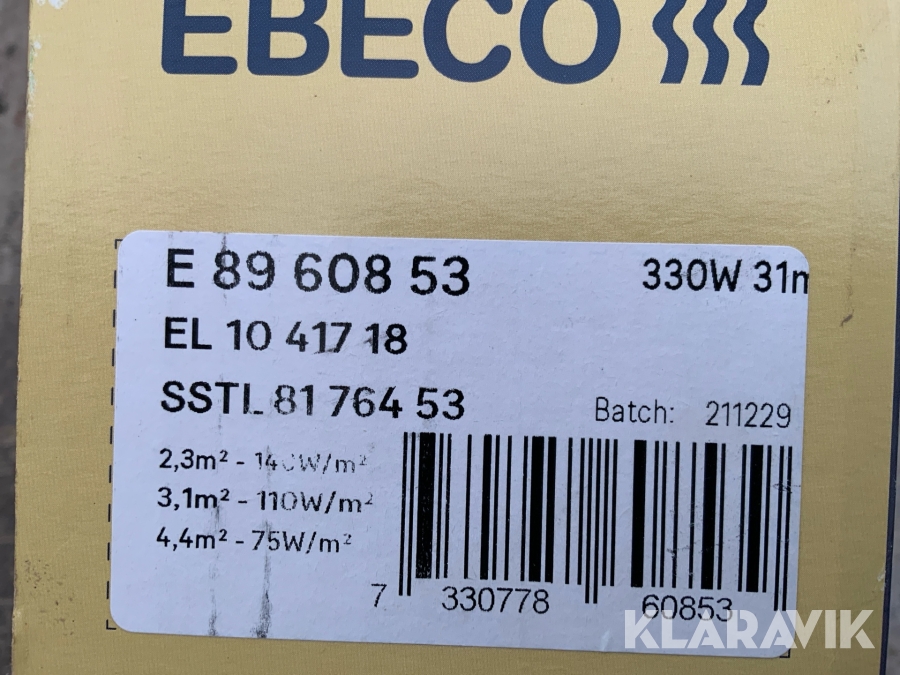 EBECO
E 89 608 53
330W 31m
EL 10 417 18
SSTL 81 764 53
Batch: 211229
2,3m² - 140W/m²
3,1m² - 110W/m²
4,4m² - 75W/m²
7 330778 60853
KLARAVIK